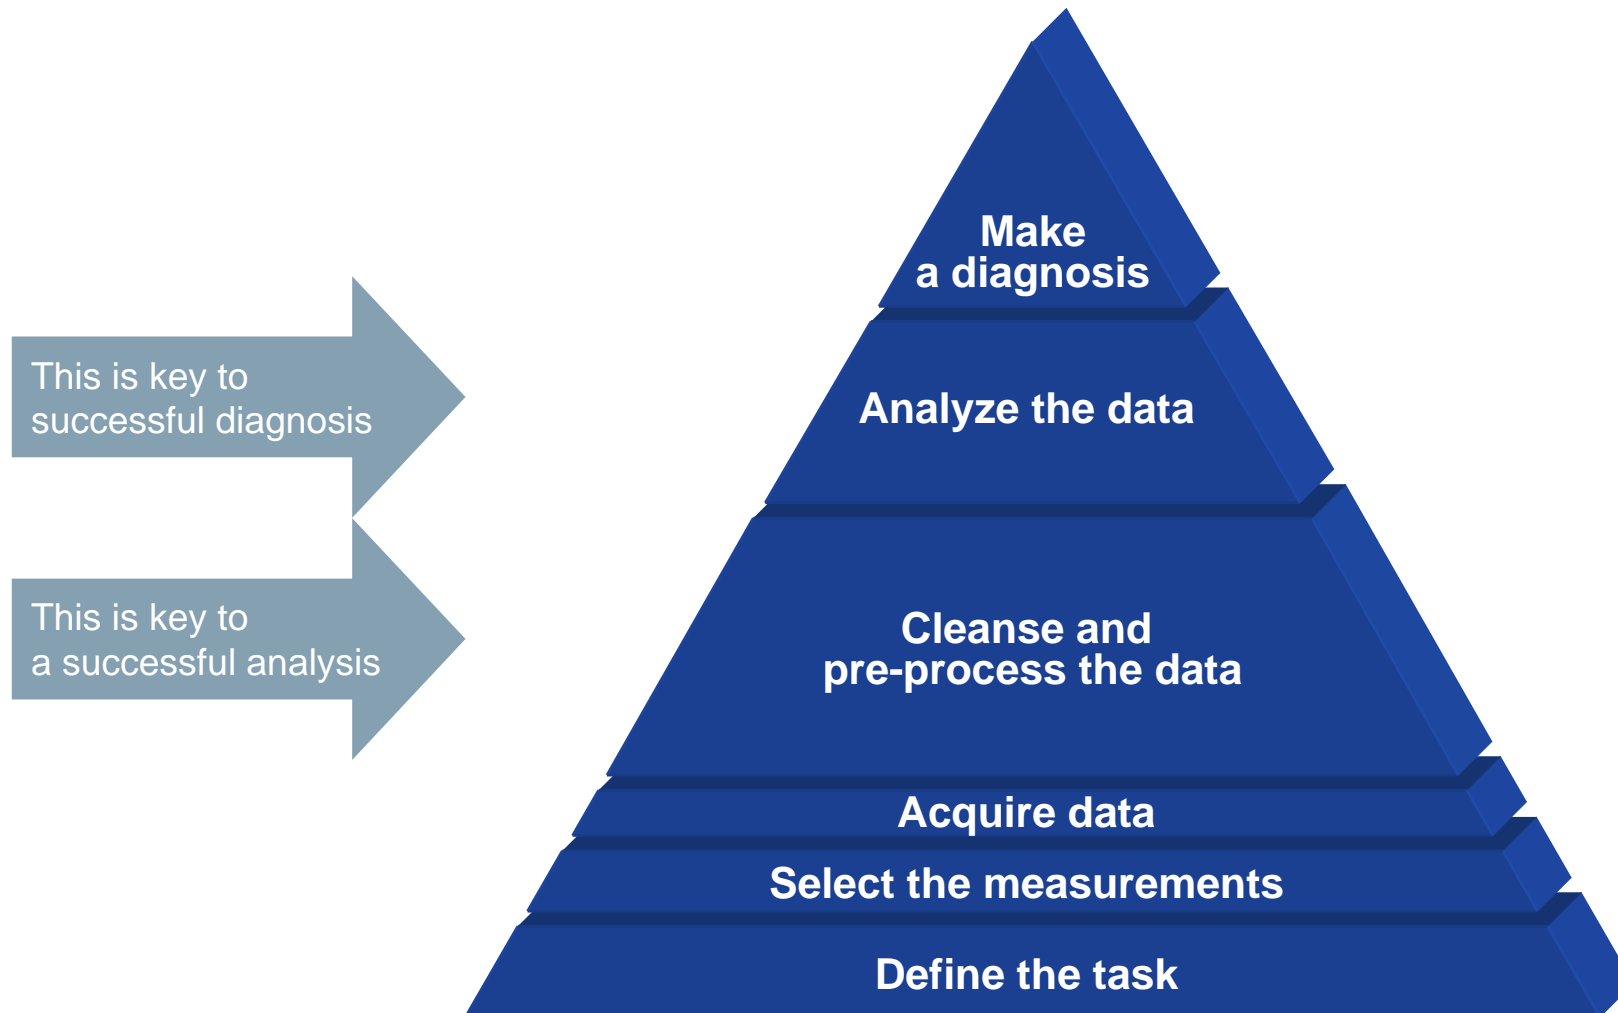 Make
a diagnosis
This is key to
successful diagnosis
Analyze the data
This is key to
a successful analysis
Cleanse and
pre-process the data
Acquire data
Select the measurements
Define the task